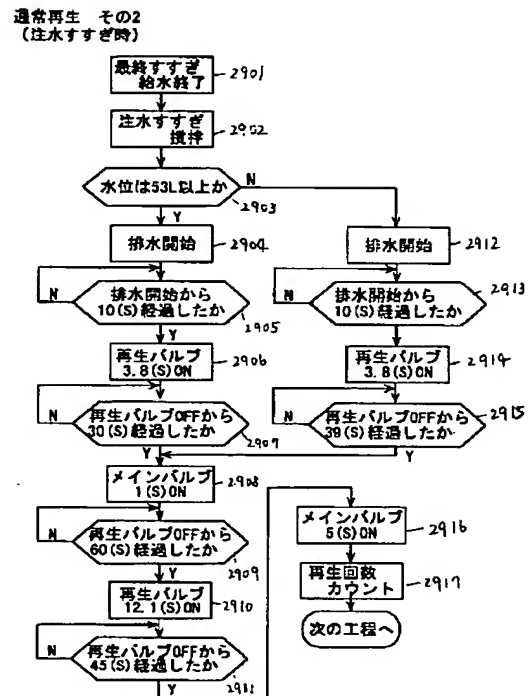 通常再生 その2
(注水すすぎ時)
最終すすぎ
給水終了
2901
注水すすぎ
攪拌
2902
水位は53L以上か
N
2903
Y
排水開始
2904
排水開始
2912
N
排水開始から
10(S)経過したか
2905
N
排水開始から
10(S)経過したか
2913
Y
Y
再生バルブ
3.8(S)ON
2906
再生バルブ
3.8(S)ON
2914
N
再生バルブOFFから
30(S)経過したか
2907
N
再生バルブOFFから
39(S)経過したか
2915
Y
Y
メインバルブ
1(S)ON
2908
N
再生バルブOFFから
60(S)経過したか
2909
Y
再生バルブ
12.1(S)ON
2910
N
再生バルブOFFから
45(S)経過したか
2911
Y
メインバルブ
5(S)ON
2916
再生回数
カウント
2917
次の工程へ